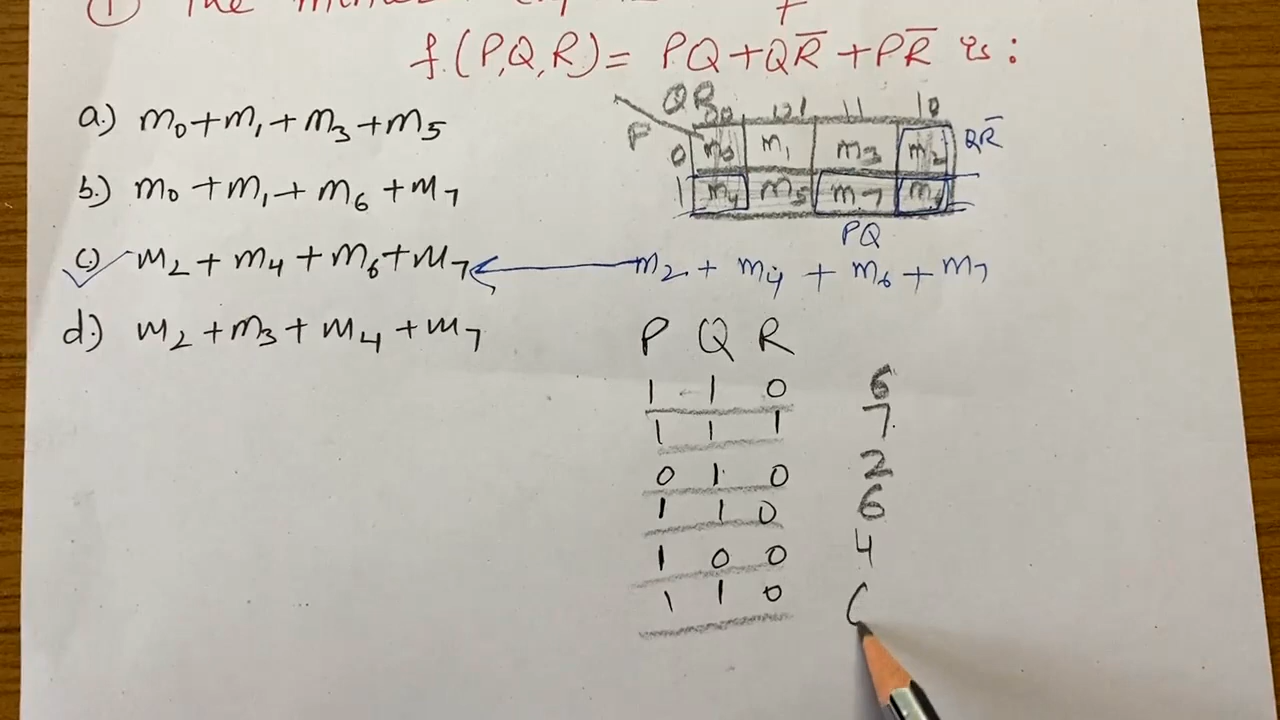 ① The
f(P,Q,R) = PQ + QR̅ + PR̅ is :
a.) m₀ + m₁ + m₃ + m₅
b.) m₀ + m₁ + m₆ + m₇
c.) m₂ + m₄ + m₆ + m₇
d.) m₂ + m₃ + m₄ + m₇
QR
P 00 01 11 10
0 m₀ m₁ m₃ m₂ QR̅
1 m₄ m₅ m₇ m₆
PQ
m₂ + m₄ + m₆ + m₇
P Q R
1 1 0 6
1 1 1 7
0 1 0 2
1 1 0 6
1 0 0 4
1 1 0